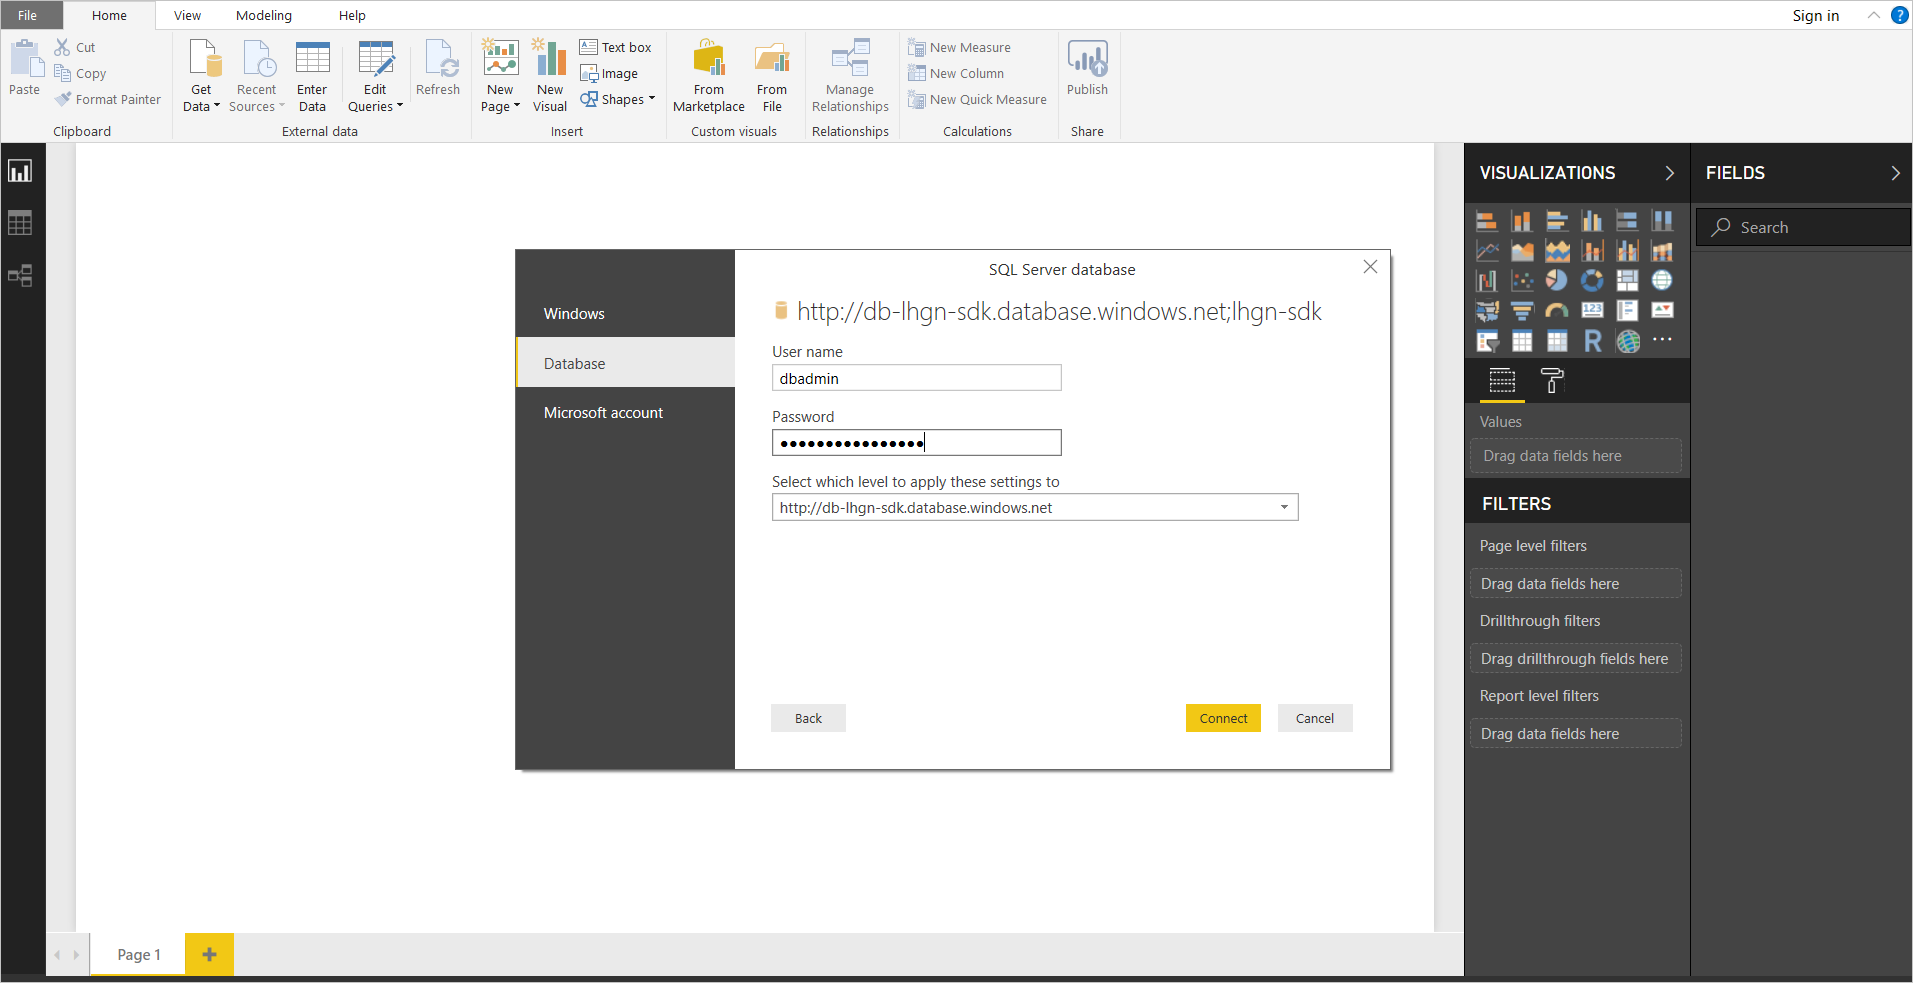 File
Home
View
Modeling
Help
Sign in
?
Paste
Cut
Copy
Format Painter
Clipboard
Get
Data
Recent
Sources
Enter
Data
Edit
Queries
Refresh
External data
New
Page
New
Visual
Text box
Image
Shapes
Insert
From
Marketplace
From
File
Custom visuals
Manage
Relationships
Relationships
New Measure
New Column
New Quick Measure
Calculations
Publish
Share
VISUALIZATIONS
FIELDS
Search
123
R
Values
Drag data fields here
FILTERS
Page level filters
Drag data fields here
Drillthrough filters
Drag drillthrough fields here
Report level filters
Drag data fields here
Windows
Database
Microsoft account
SQL Server database
http://db-lhgn-sdk.database.windows.net;lhgn-sdk
User name
dbadmin
Password
Select which level to apply these settings to
http://db-lhgn-sdk.database.windows.net
Back
Connect
Cancel
Page 1